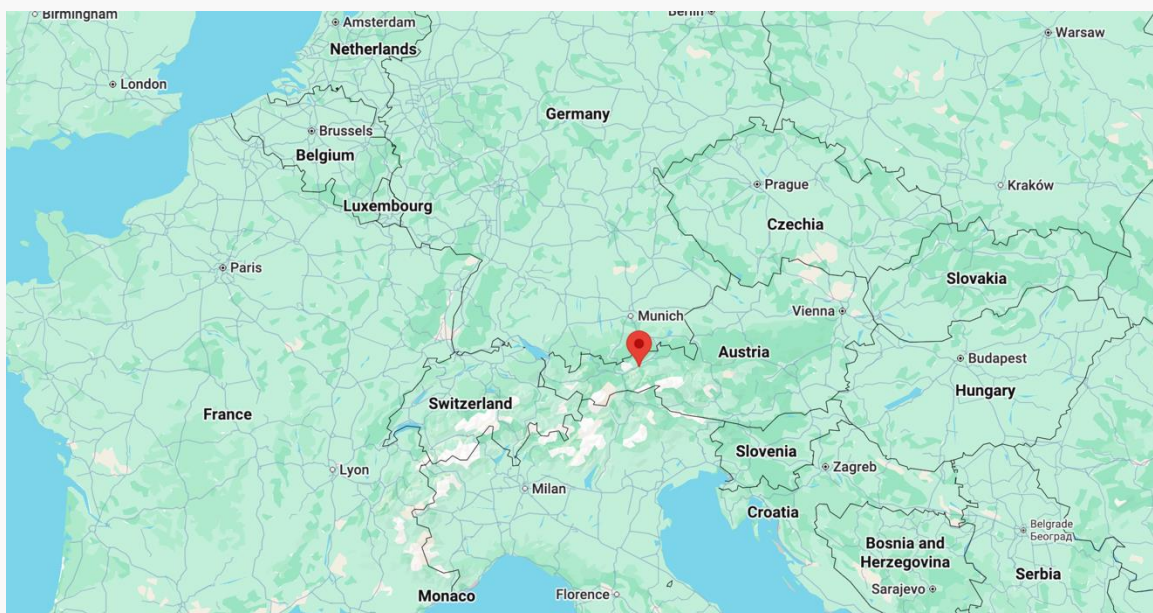 Birmingham
Amsterdam
Berlin
Netherlands
Warsaw
London
Germany
Brussels
Belgium
Prague
Kraków
Luxembourg
Czechia
Paris
Slovakia
Munich
Vienna
Austria
Budapest
Hungary
Switzerland
France
Slovenia
Lyon
Zagreb
Milan
Croatia
Belgrade
Београд
Bosnia and
Herzegovina
Serbia
Sarajevo
Monaco
Florence